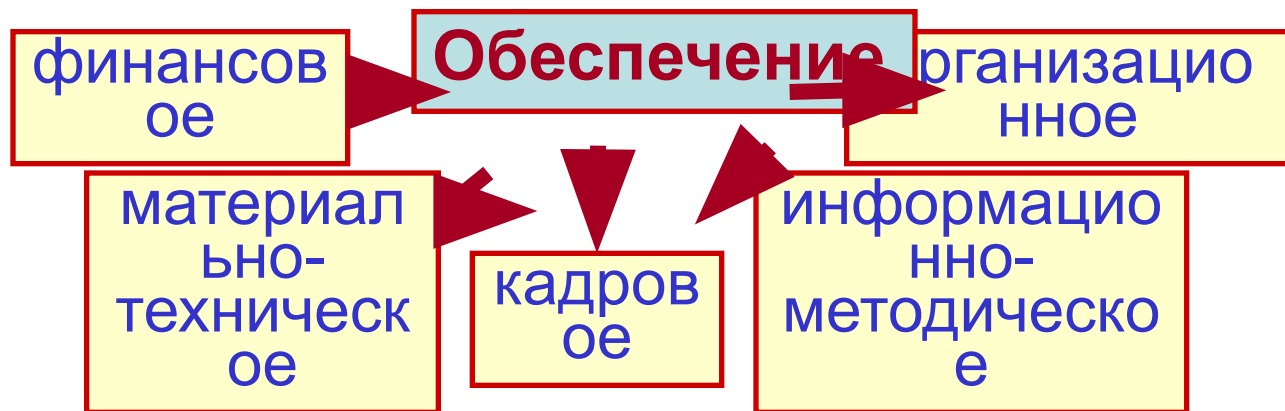 Обеспечение
финансов
ое
рганизацио
нное
материал
ьно-
техническ
ое
кадров
ое
информацио
нно-
методическо
е